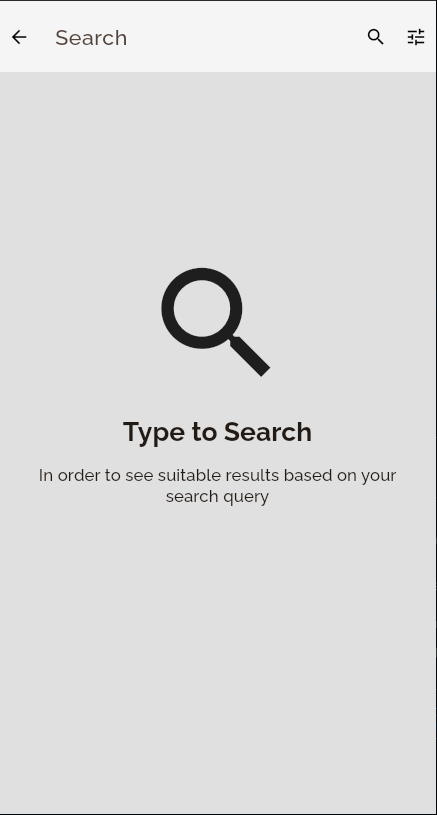 Search
Type to Search
In order to see suitable results based on your
search query